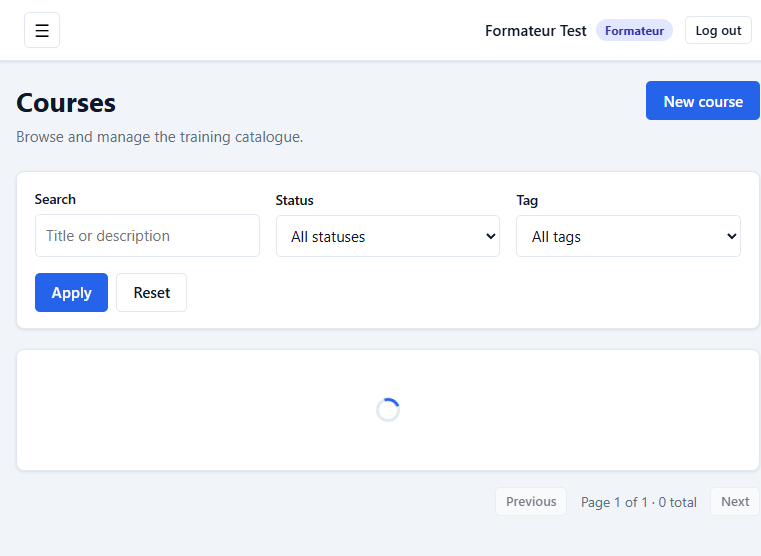 ☰ Formateur Test Formateur Log out
Courses New course
Browse and manage the training catalogue.
Search Status Tag
Title or description All statuses All tags
Apply Reset
Previous Page 1 of 1 · 0 total Next